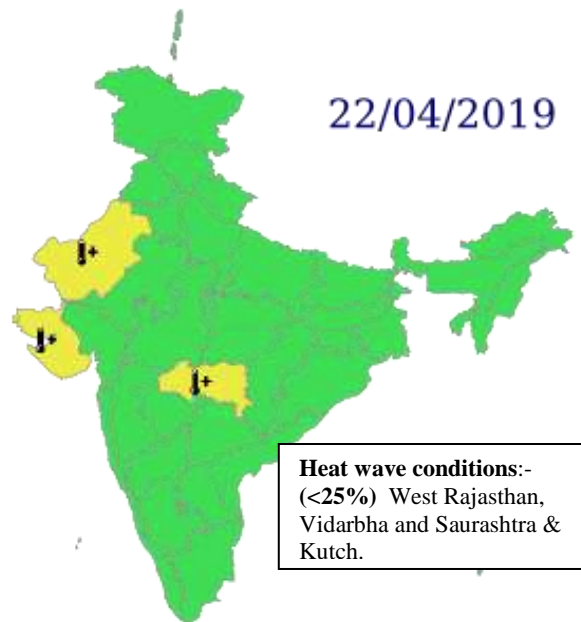 22/04/2019
Heat wave conditions:-
(<25%) West Rajasthan,
Vidarbha and Saurashtra &
Kutch.